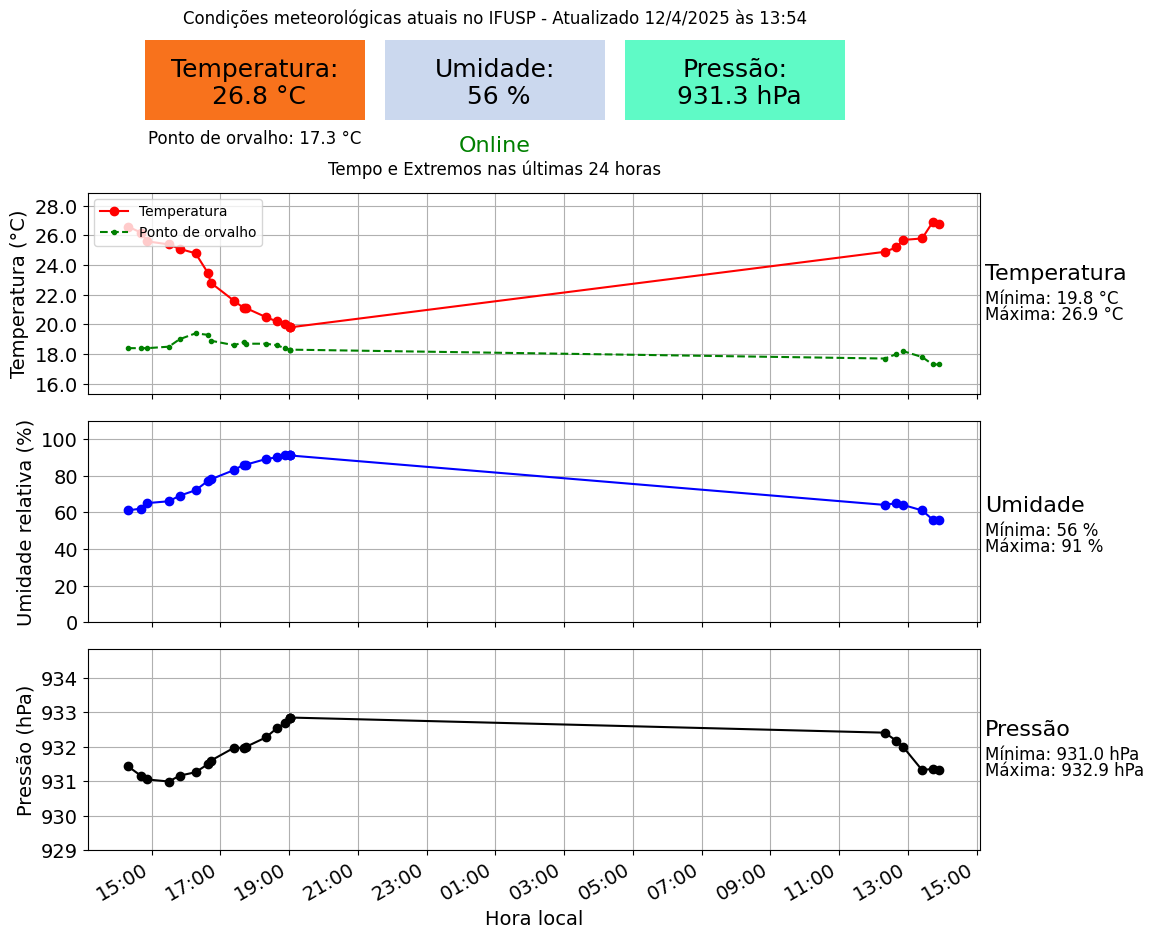 Condições meteorológicas atuais no IFUSP - Atualizado 12/4/2025 às 13:54
Temperatura:
26.8 °C
Umidade:
56 %
Pressão:
931.3 hPa
Ponto de orvalho: 17.3 °C
Online
Tempo e Extremos nas últimas 24 horas
Temperatura (°C)
28.0
26.0
24.0
22.0
20.0
18.0
16.0
Temperatura
Ponto de orvalho
Temperatura
Mínima: 19.8 °C
Máxima: 26.9 °C
Umidade relativa (%)
100
80
60
40
20
0
Umidade
Mínima: 56 %
Máxima: 91 %
Pressão (hPa)
934
933
932
931
930
929
Pressão
Mínima: 931.0 hPa
Máxima: 932.9 hPa
15:00 17:00 19:00 21:00 23:00 01:00 03:00 05:00 07:00 09:00 11:00 13:00 15:00
Hora local